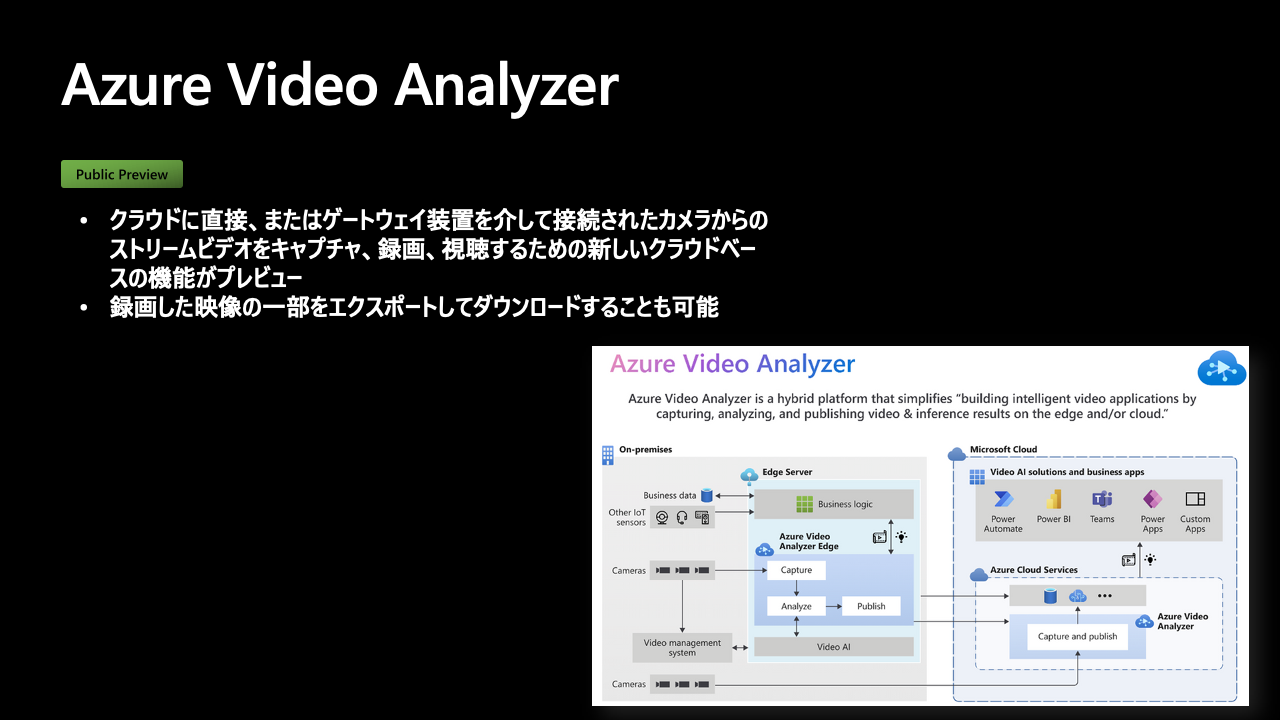 Azure Video Analyzer
Public Preview
• クラウドに直接、またはゲートウェイ装置を介して接続されたカメラからの
ストリームビデオをキャプチャ、録画、視聴するための新しいクラウドベー
スの機能がプレビュー
• 録画した映像の一部をエクスポートしてダウンロードすることも可能
Azure Video Analyzer
Azure Video Analyzer is a hybrid platform that simplifies “building intelligent video applications by
capturing, analyzing, and publishing video & inference results on the edge and/or cloud.”
On-premises
Edge Server
Business data
Business logic
Other IoT
sensors
Azure Video
Analyzer Edge
Cameras
Capture
Analyze
Publish
Video management
system
Video AI
Cameras
Microsoft Cloud
Video AI solutions and business apps
Power
Automate
Power BI
Teams
Power
Apps
Custom
Apps
Azure Cloud Services
Azure Video
Analyzer
Capture and publish